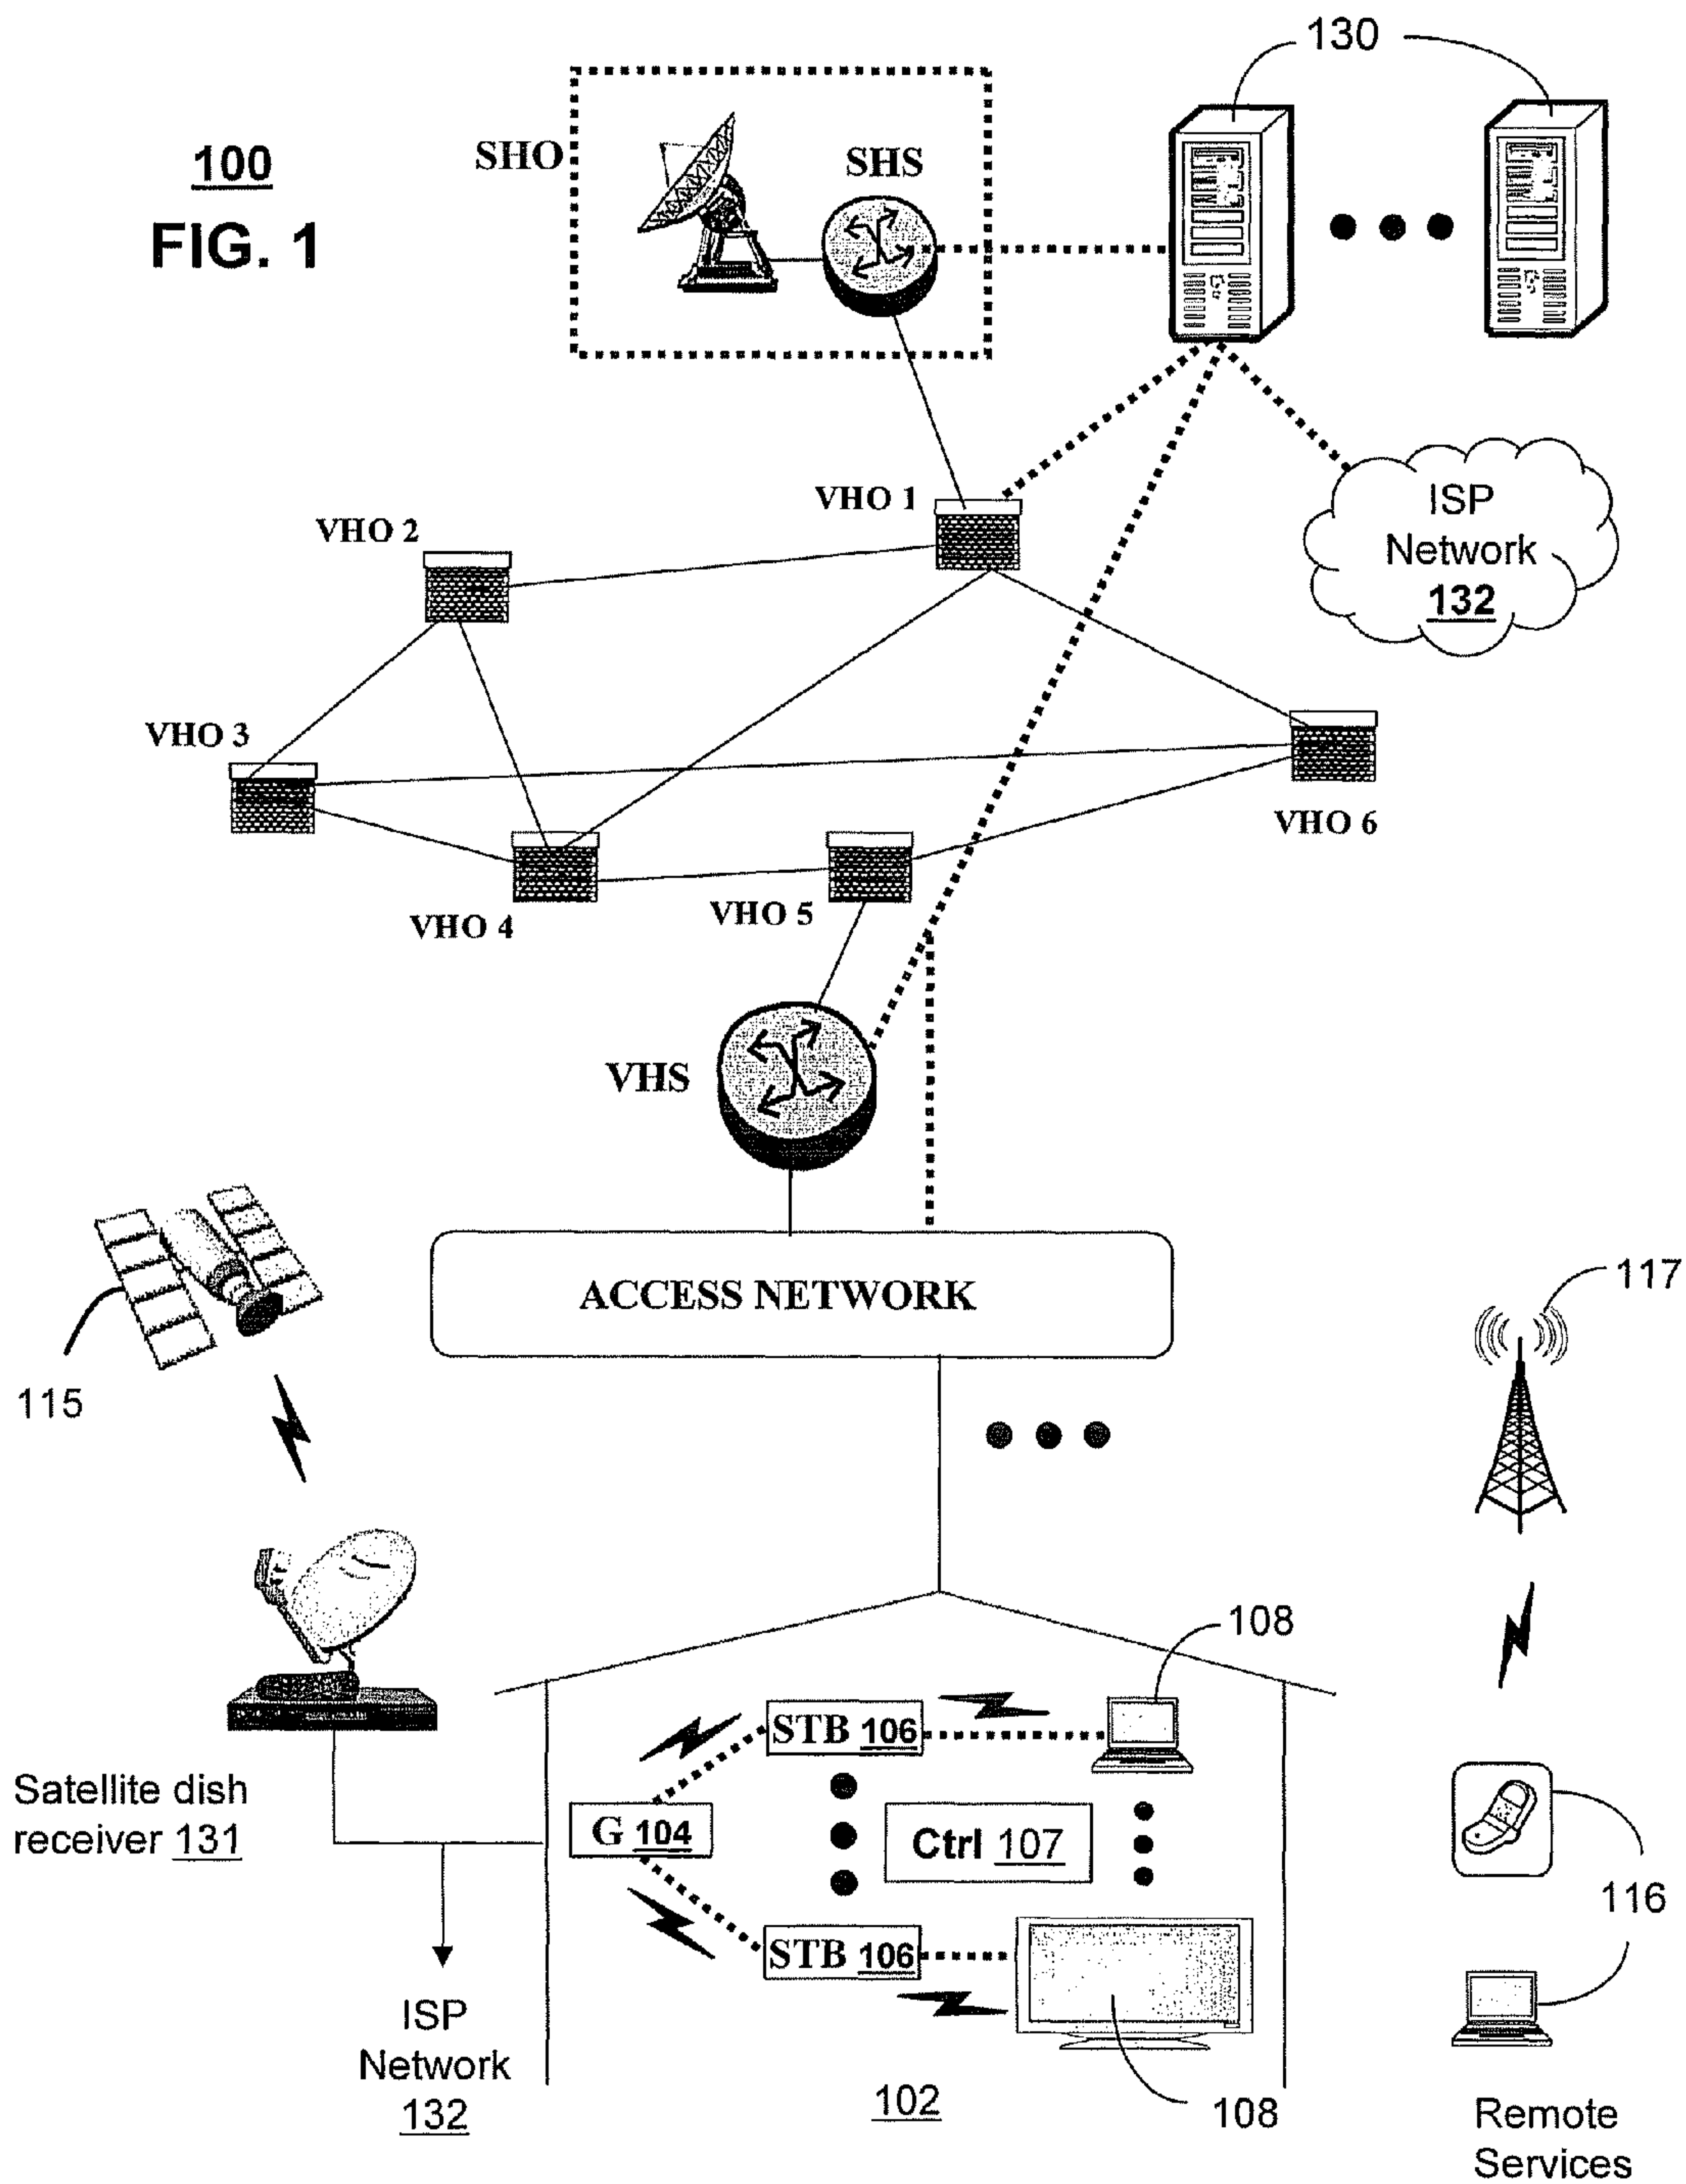 130
100
FIG. 1
SHO
SHS
VHO 1
ISP
Network
132
VHO 2
VHO 3
VHO 6
VHO 4
VHO 5
VHS
ACCESS NETWORK
117
115
108
STB 106
Satellite dish
receiver 131
G 104
Ctrl 107
116
STB 106
ISP
Network
132
102
108
Remote
Services